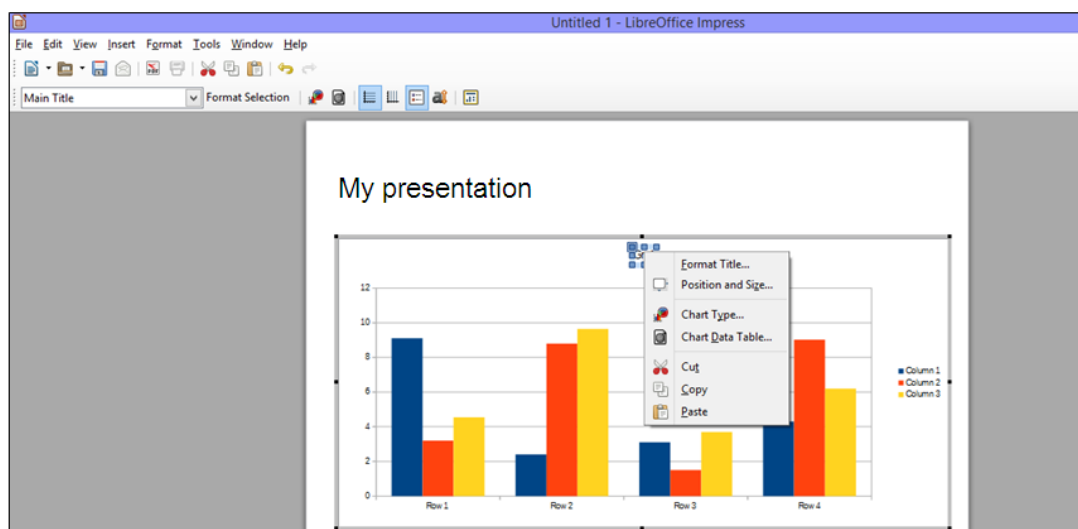 Untitled 1 - LibreOffice Impress
File Edit View Insert Format Tools Window Help
Main Title Format Selection
My presentation
Format Title...
Position and Size...
Chart Type...
Chart Data Table...
Cut
Copy
Paste
12
10
8
6
4
2
0
Row 1 Row 2 Row 3 Row 4
Column 1
Column 2
Column 3